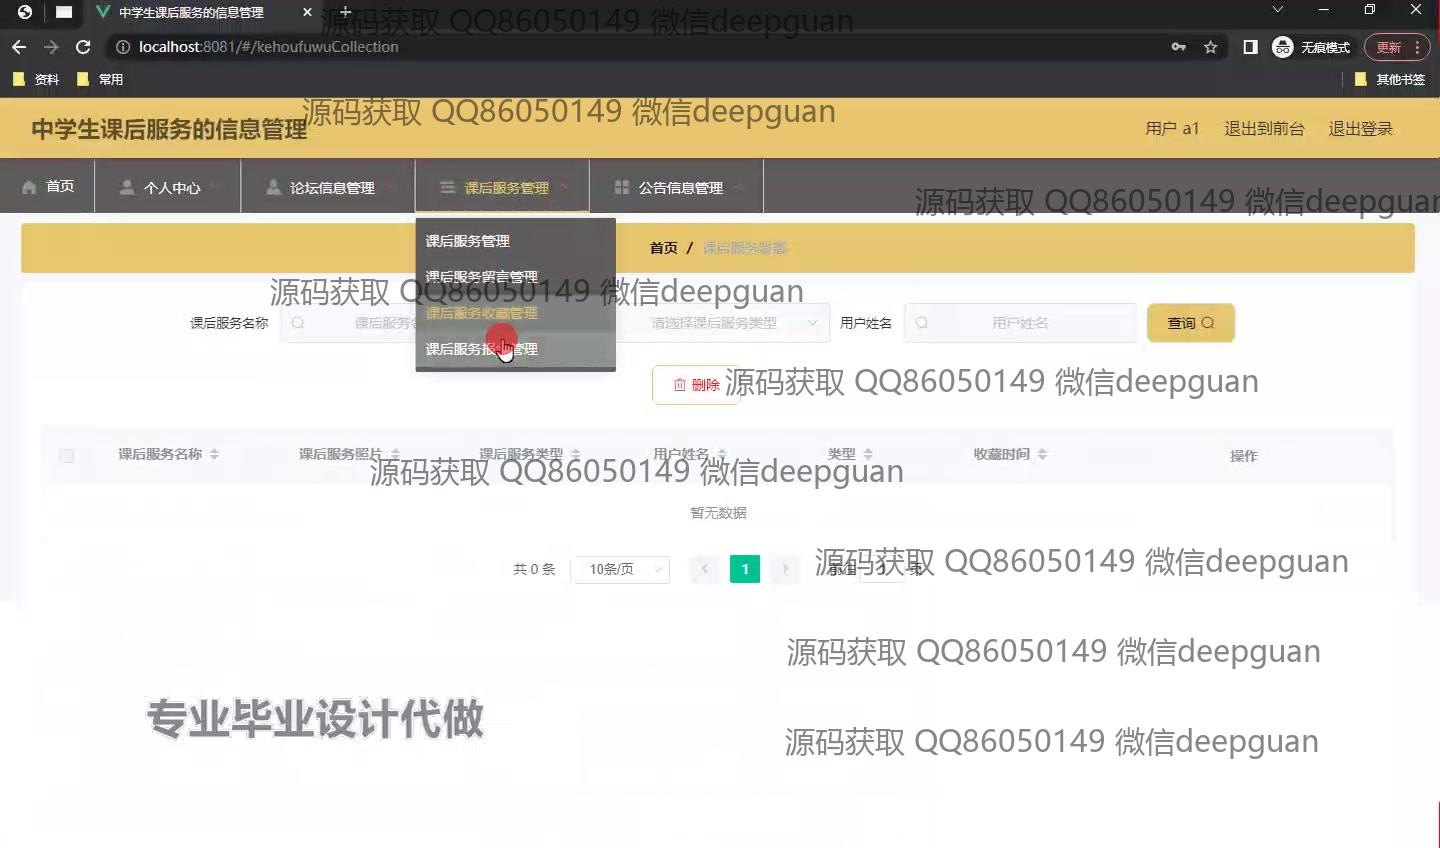 中学生课后服务的信息管理
源码获取 QQ86050149 微信deepguan
localhost:8081/#/kehoufuwuCollection
无痕模式
更新
资料
常用
其他书签
源码获取 QQ86050149 微信deepguan
中学生课后服务的信息管理
用户 a1
退出到前台
退出登录
首页
个人中心
论坛信息管理
课后服务管理
公告信息管理
源码获取 QQ86050149 微信deepguan
课后服务管理
首页 /
课后服务留言管理
源码获取 QQ86050149 微信deepguan
课后服务收藏管理
课后服务名称
课后服务
请选择课后服务类型
用户姓名
用户姓名
查询
课后服务报 管理
删除
源码获取 QQ86050149 微信deepguan
课后服务名称
课后服务照片
课后服务类型
用户姓名
类型
收藏时间
操作
源码获取 QQ86050149 微信deepguan
暂无数据
共 0 条
10条/页
1
前往
1
页
源码获取 QQ86050149 微信deepguan
源码获取 QQ86050149 微信deepguan
专业毕业设计代做
源码获取 QQ86050149 微信deepguan